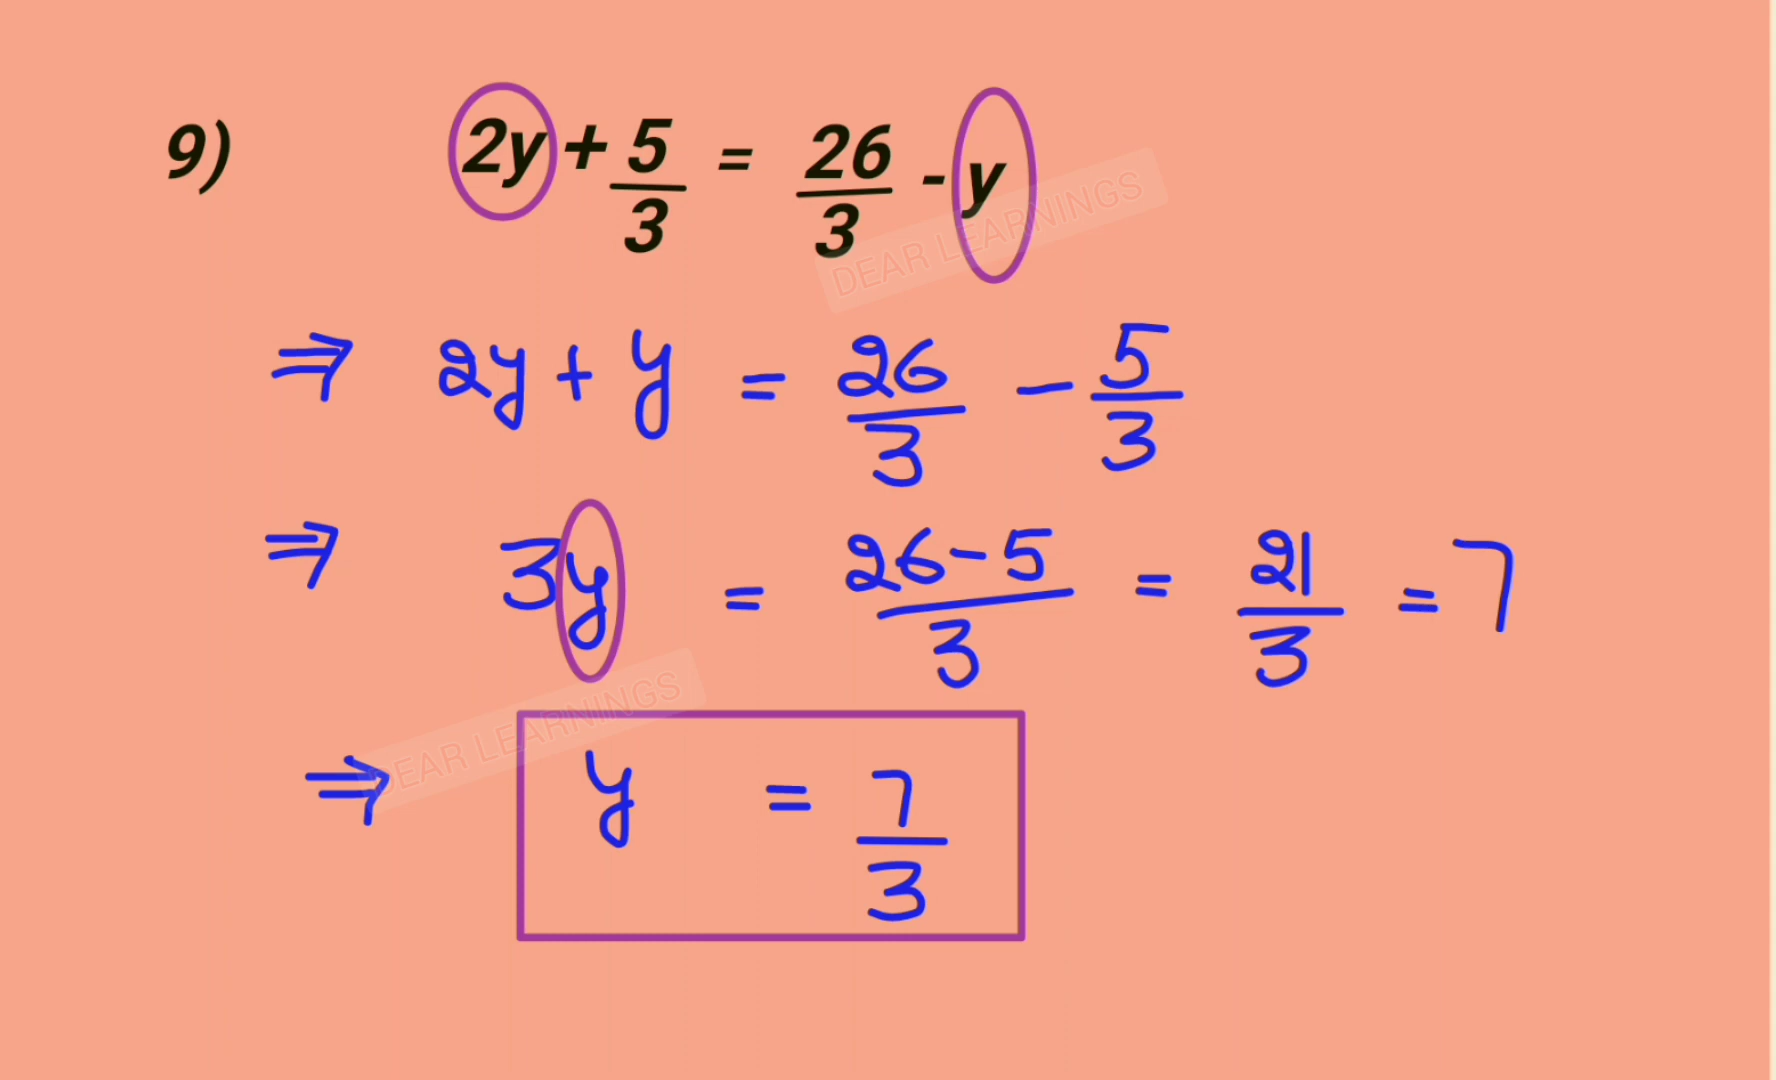 9) 2y + 5/3 = 26/3 - y
DEAR LEARNINGS
⇒ 2y + y = 26/3 - 5/3
⇒ 3y = 26-5/3 = 21/3 = 7
DEAR LEARNINGS
⇒ y = 7/3